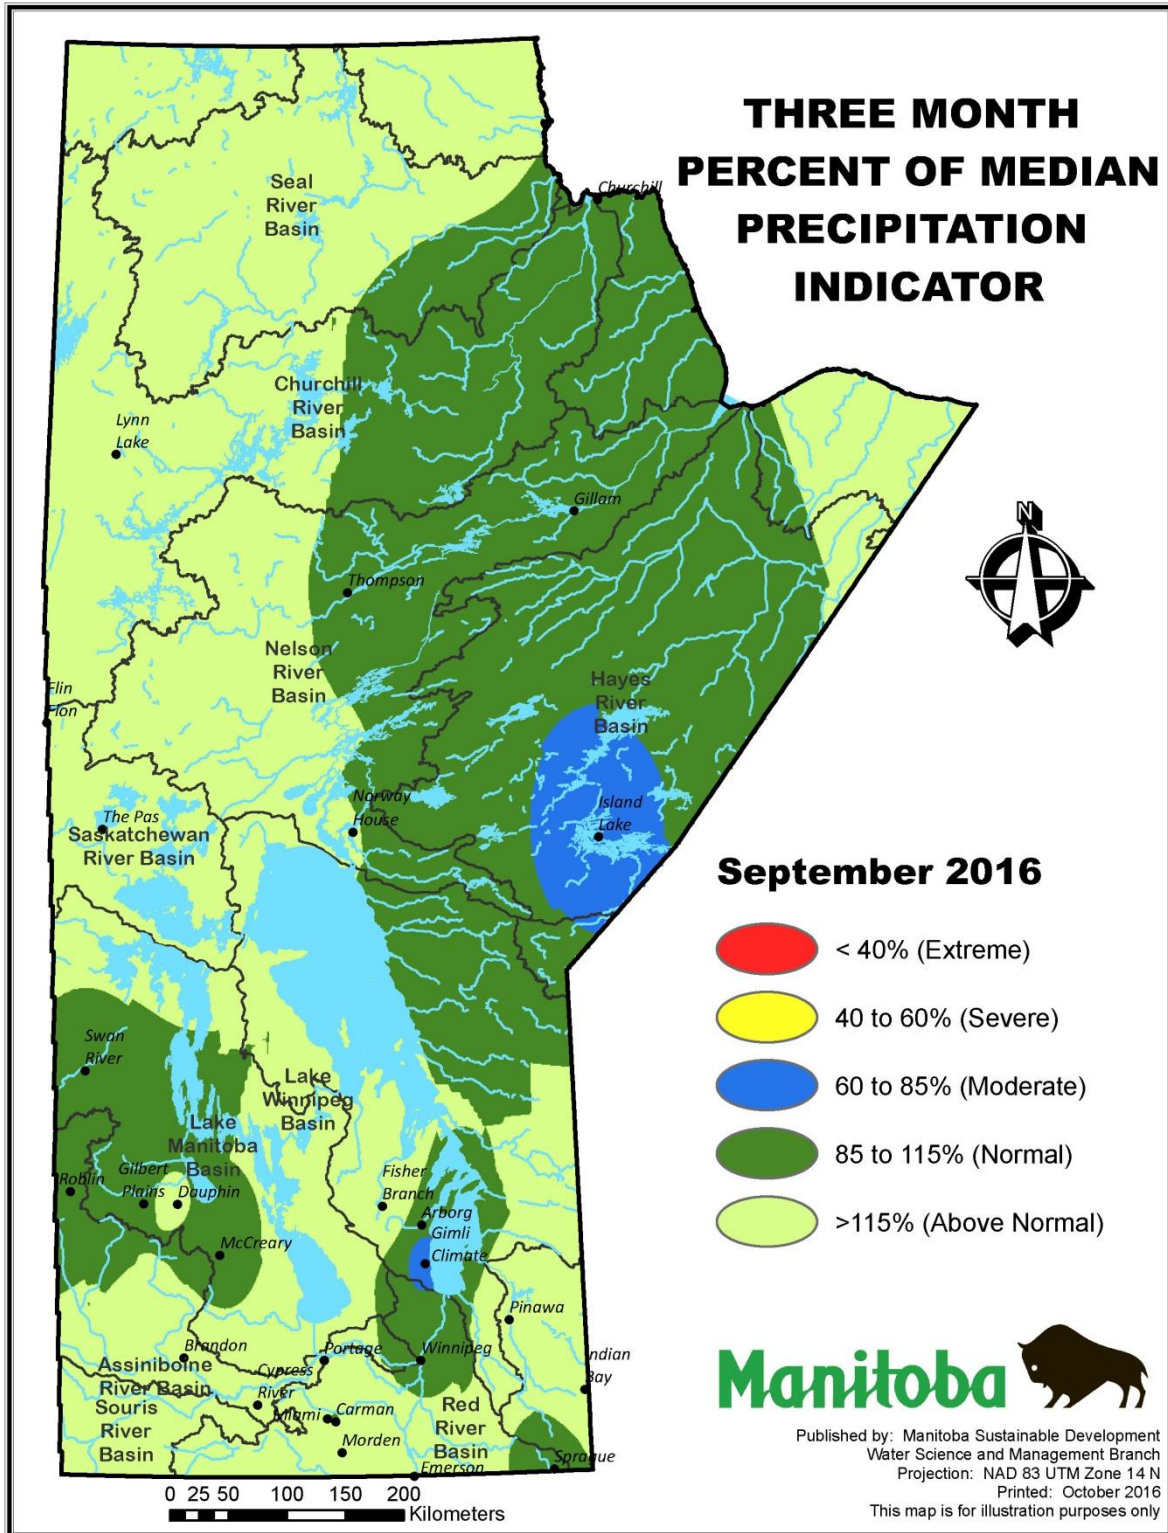 THREE MONTH
PERCENT OF MEDIAN
PRECIPITATION
INDICATOR
Churchill
Seal
River
Basin
Churchill
River
Basin
Lynn
Lake
Gillam
N
Thompson
Nelson
River
Basin
Hayes
River
Basin
Flin
Flon
Norway
House
Island
Lake
The Pas
Saskatchewan
River Basin
September 2016
< 40% (Extreme)
40 to 60% (Severe)
60 to 85% (Moderate)
85 to 115% (Normal)
>115% (Above Normal)
Swan
River
Lake
Winnipeg
Basin
Lake
Manitoba
Basin
Roblin
Gilbert
Plains
Dauphin
Fisher
Branch
Arborg
Gimli
Climate
McCreary
Pinawa
Brandon
Portage
Winnipeg
Indian
Bay
Assiniboine
River Basin
Cypress
River
Souris
River
Basin
Miami
Carman
Red
River
Basin
Morden
Emerson
Sprague
0 25 50 100 150 200
Kilometers
Manitoba
Published by: Manitoba Sustainable Development
Water Science and Management Branch
Projection: NAD 83 UTM Zone 14 N
Printed: October 2016
This map is for illustration purposes only